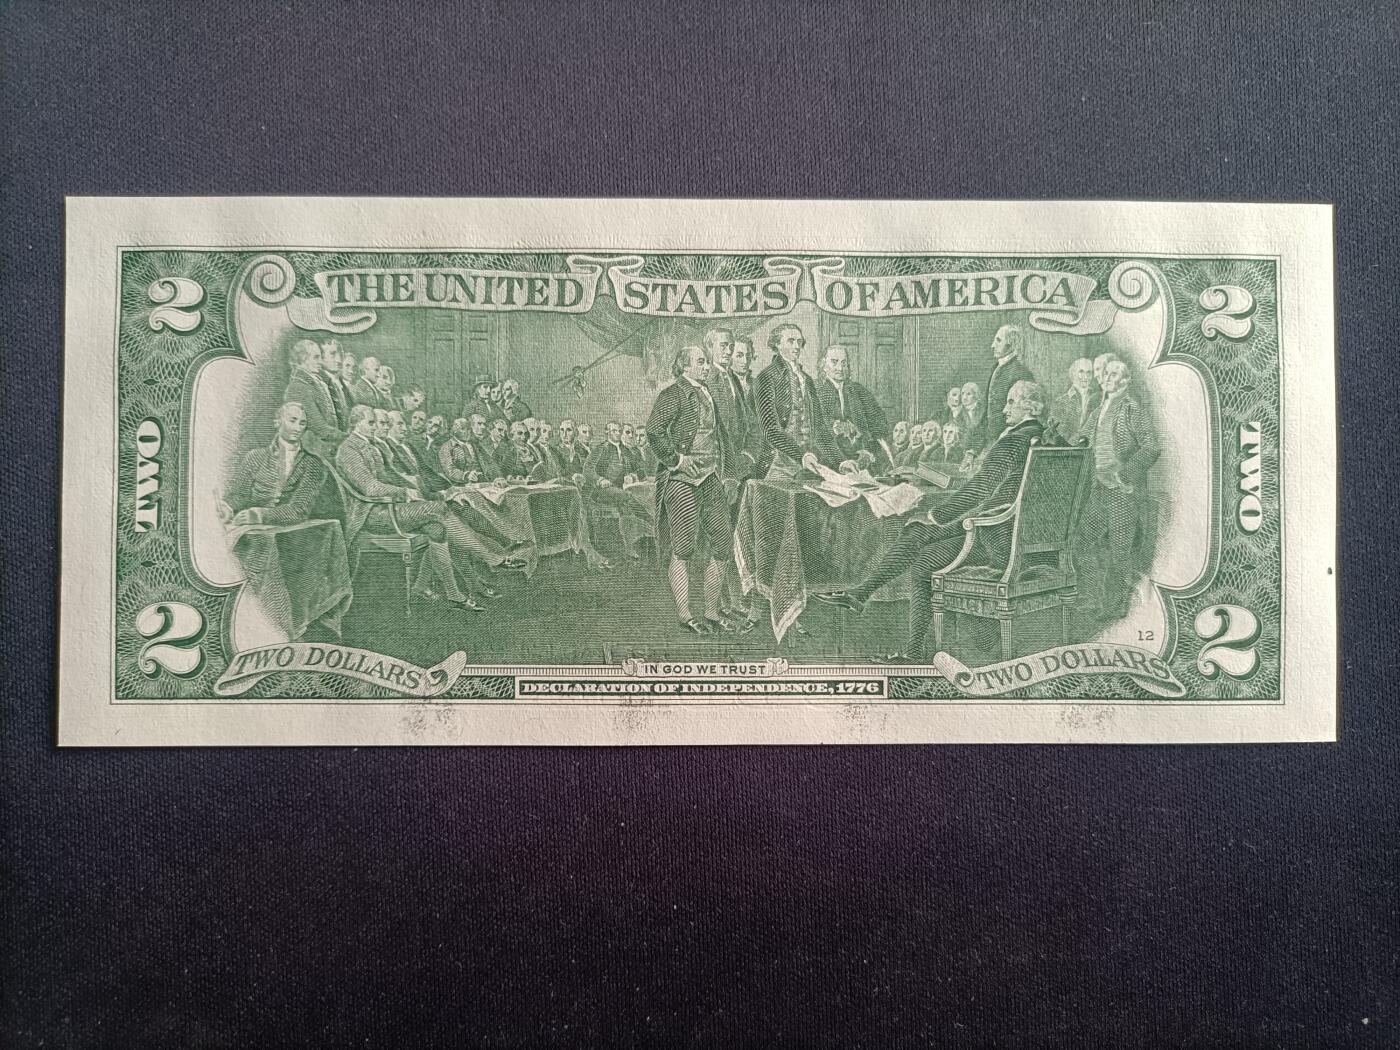 2 THE UNITED STATES OF AMERICA 2
TWO TWO
12
2 TWO DOLLARS IN GOD WE TRUST TWO DOLLARS 2
DECLARATION OF INDEPENDENCE, 1776